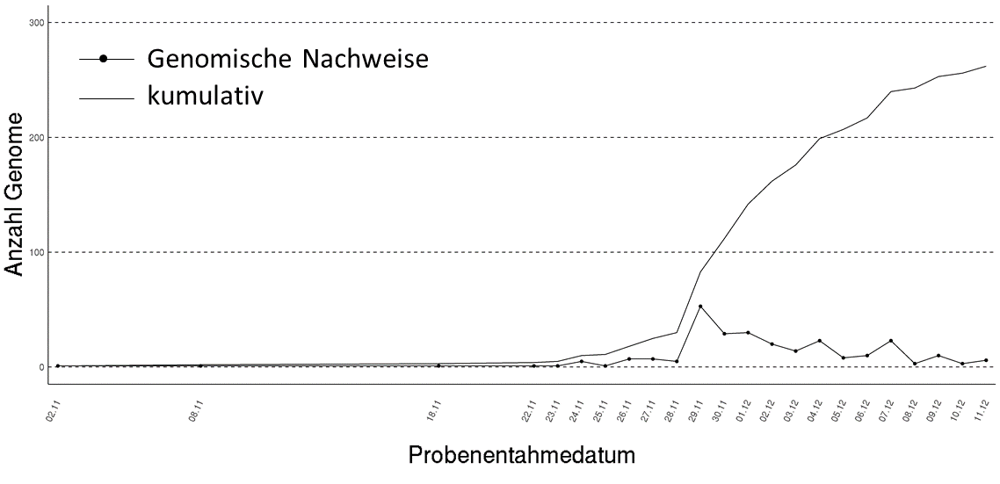 300
Genomische Nachweise
kumulativ
200
100
0
Anzahl Genome
02.11 08.11 18.11 22.11 23.11 24.11 25.11 26.11 27.11 28.11 29.11 30.11 01.12 02.12 03.12 04.12 05.12 06.12 07.12 08.12 09.12 10.12 11.12
Probenentahmedatum